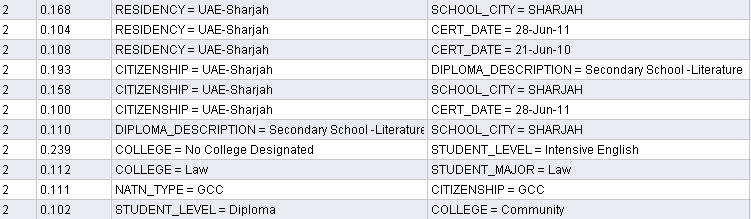 2 0.168 RESIDENCY = UAE-Sharjah SCHOOL_CITY = SHARJAH
2 0.104 RESIDENCY = UAE-Sharjah CERT_DATE = 28-Jun-11
2 0.108 RESIDENCY = UAE-Sharjah CERT_DATE = 21-Jun-10
2 0.193 CITIZENSHIP = UAE-Sharjah DIPLOMA_DESCRIPTION = Secondary School -Literature
2 0.158 CITIZENSHIP = UAE-Sharjah SCHOOL_CITY = SHARJAH
2 0.100 CITIZENSHIP = UAE-Sharjah CERT_DATE = 28-Jun-11
2 0.110 DIPLOMA_DESCRIPTION = Secondary School -Literature SCHOOL_CITY = SHARJAH
2 0.239 COLLEGE = No College Designated STUDENT_LEVEL = Intensive English
2 0.112 COLLEGE = Law STUDENT_MAJOR = Law
2 0.111 NATN_TYPE = GCC CITIZENSHIP = GCC
2 0.102 STUDENT_LEVEL = Diploma COLLEGE = Community